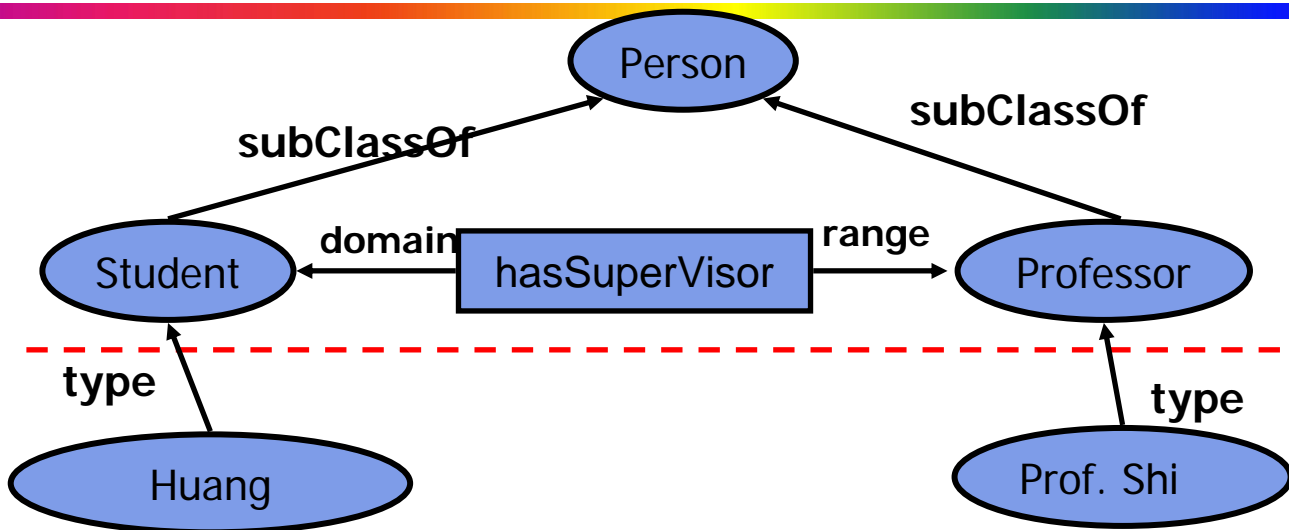 Person
subClassOf
subClassOf
domain
range
Student
hasSuperVisor
Professor
type
type
Huang
Prof. Shi